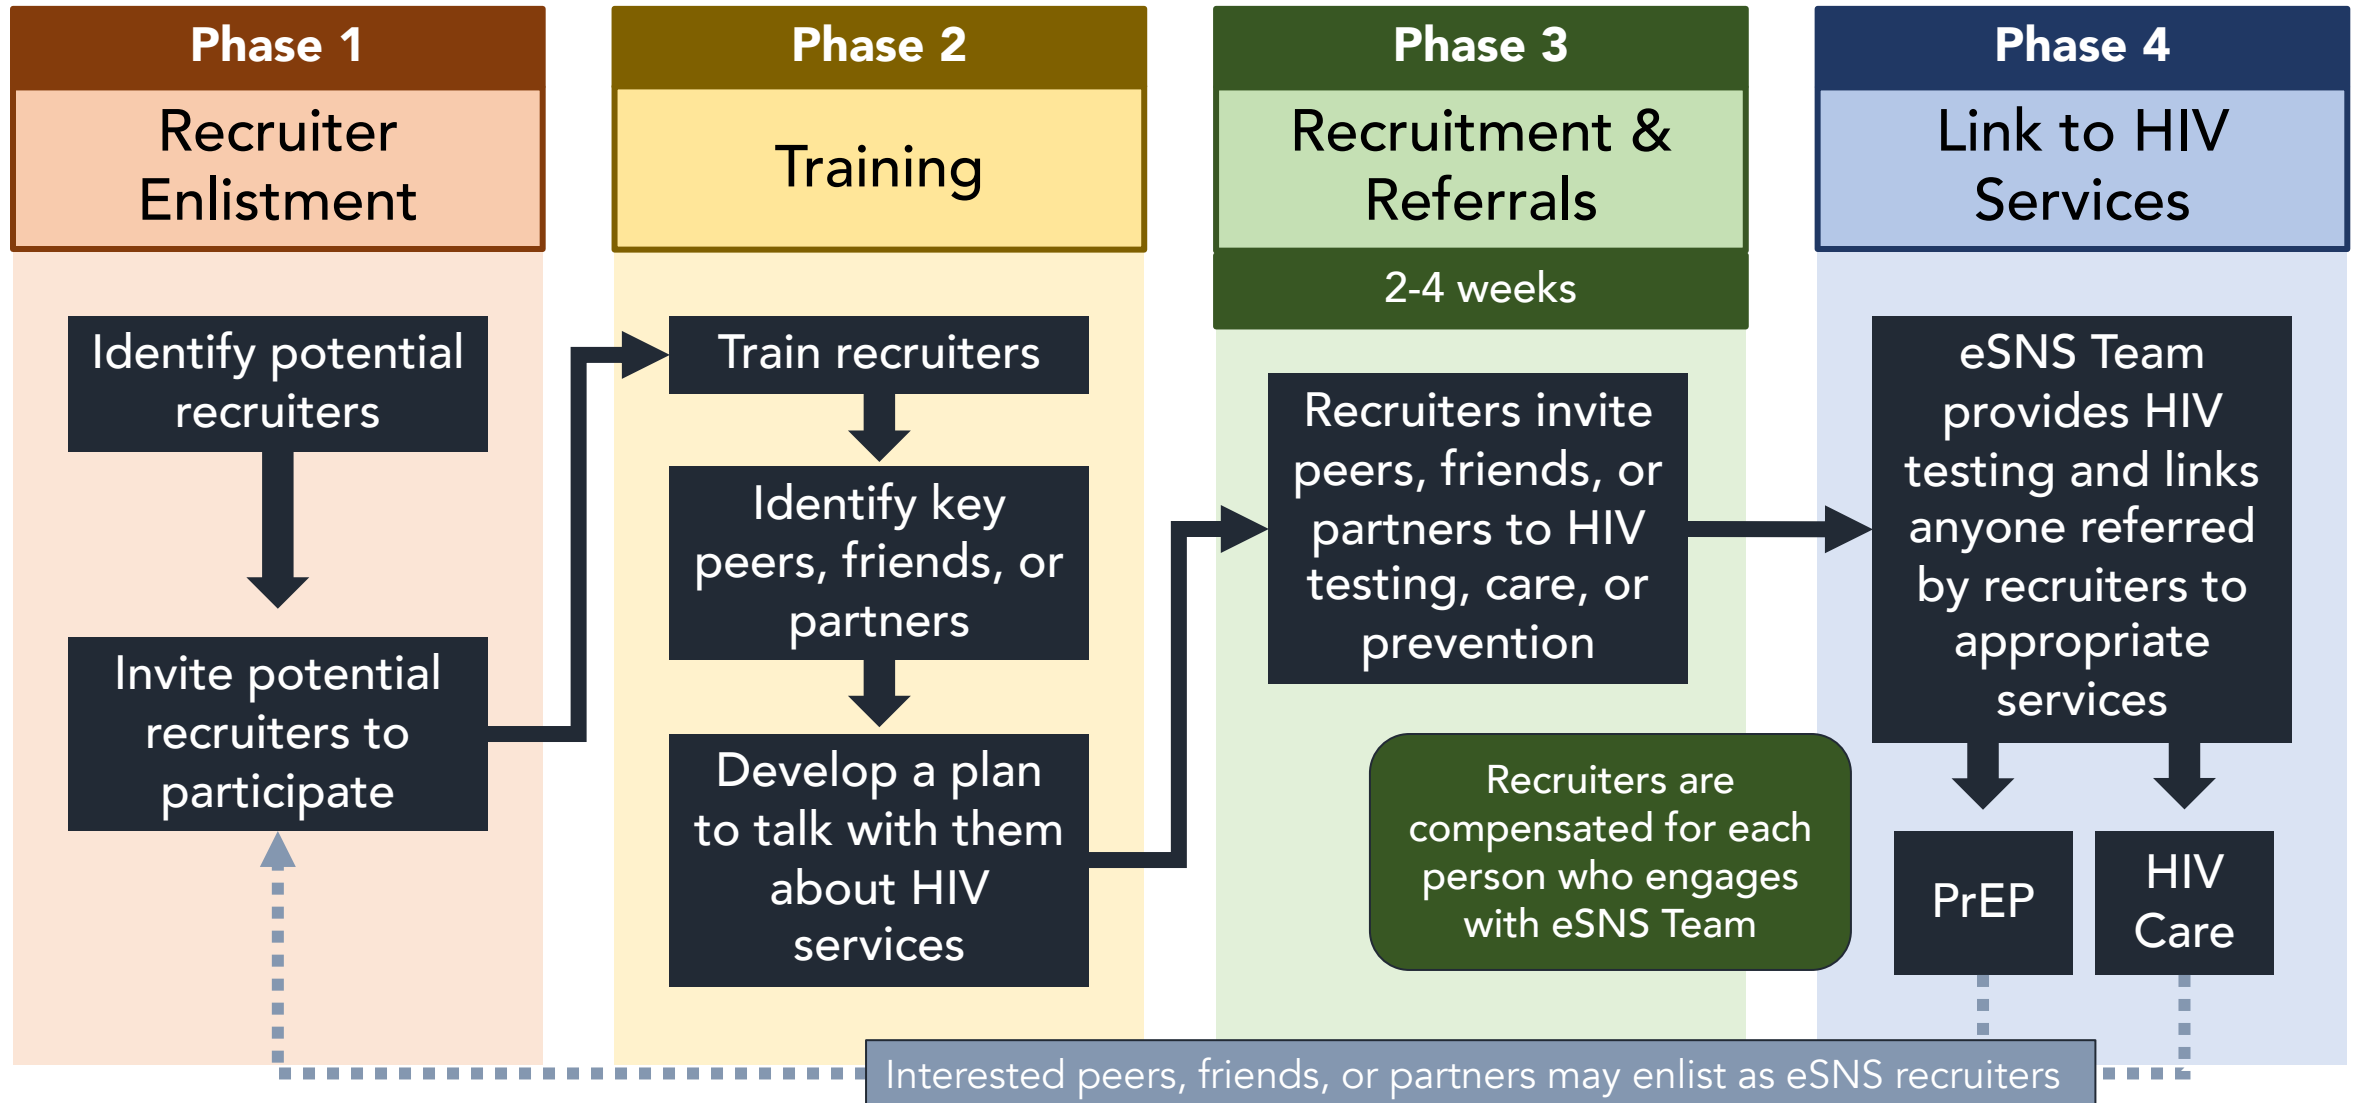 Phase 1
Recruiter
Enlistment
Identify potential
recruiters
Invite potential
recruiters to
participate
Phase 2
Training
Train recruiters
Identify key
peers, friends, or
partners
Develop a plan
to talk with them
about HIV
services
Phase 3
Recruitment &
Referrals
2-4 weeks
Recruiters invite
peers, friends, or
partners to HIV
testing, care, or
prevention
Recruiters are
compensated for each
person who engages
with eSNS Team
Phase 4
Link to HIV
Services
eSNS Team
provides HIV
testing and links
anyone referred
by recruiters to
appropriate
services
PrEP
HIV
Care
Interested peers, friends, or partners may enlist as eSNS recruiters